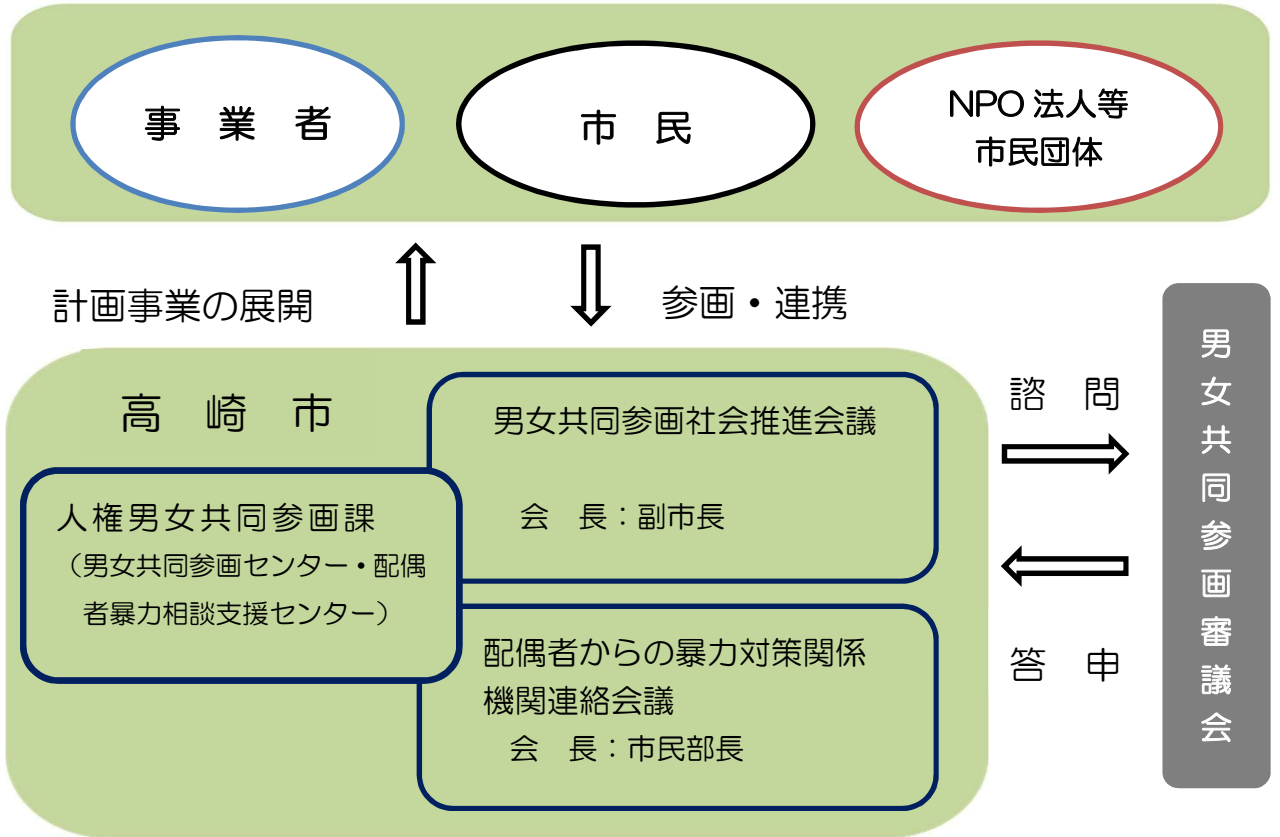 事 業 者
市 民
NPO 法人等
市民団体
計画事業の展開
参画・連携
高 崎 市
男女共同参画社会推進会議
会 長：副市長
人権男女共同参画課
（男女共同参画センター・配偶
者暴力相談支援センター）
配偶者からの暴力対策関係
機関連絡会議
会 長：市民部長
諮 問
答 申
男女共同参画審議会